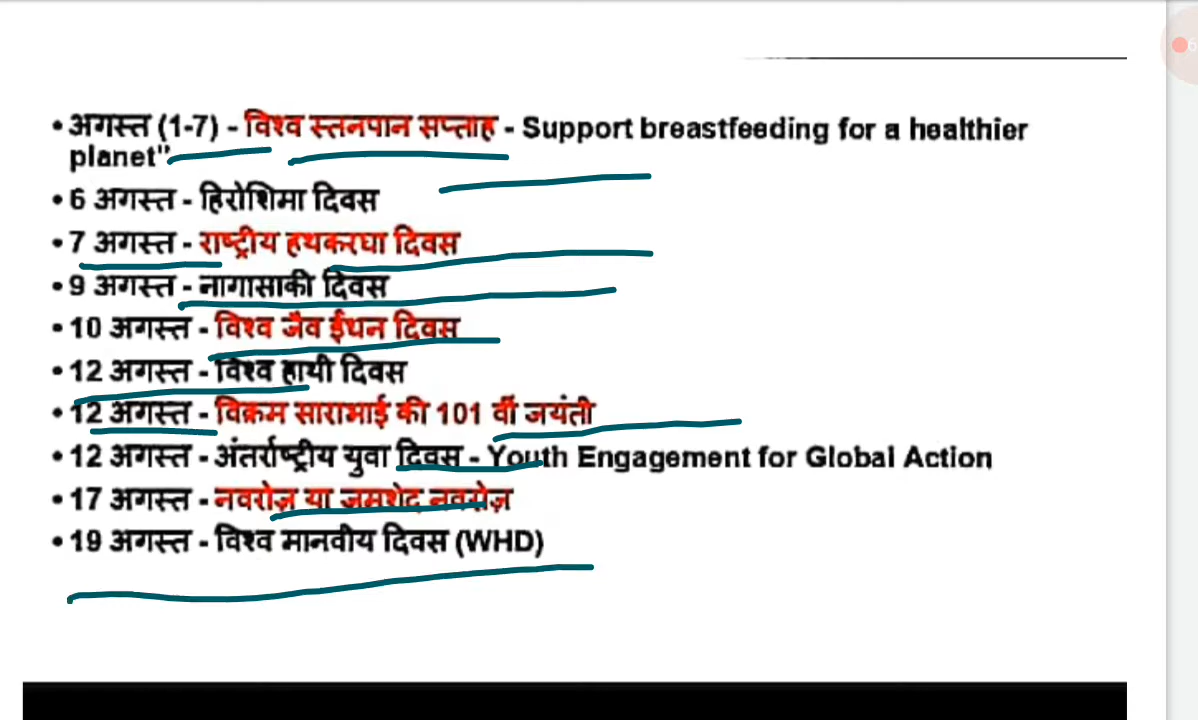 • अगस्त (1-7) - विश्व स्तनपान सप्ताह - Support breastfeeding for a healthier
planet"
• 6 अगस्त - हिरोशिमा दिवस
• 7 अगस्त - राष्ट्रीय हथकरघा दिवस
• 9 अगस्त - नागासाकी दिवस
• 10 अगस्त - विश्व जैव ईधन दिवस
• 12 अगस्त - विश्व हाथी दिवस
• 12 अगस्त - विक्रम साराभाई की 101 वीं जयंती
• 12 अगस्त - अंतर्राष्ट्रीय युवा दिवस - Youth Engagement for Global Action
• 17 अगस्त - नवरोज़ या जमशेद नवरोज़
• 19 अगस्त - विश्व मानवीय दिवस (WHD)